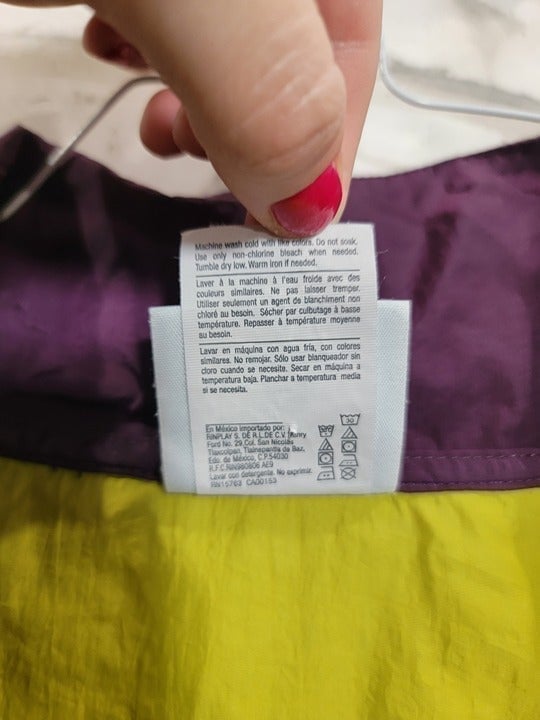 Machine wash cold with like colors. Do not soak.
Use only non-chlorine bleach when needed.
Tumble dry low. Warm Iron if needed.
Laver à la machine à l'eau froide avec des
couleurs similaires. Ne pas laisser tremper.
Utiliser seulement un agent de blanchiment non
chloré au besoin. Sécher par culbutage à basse
température. Repasser à température moyenne
au besoin.
Lavar en máquina con agua fría, con colores
similares. No remojar. Sólo usar blanqueador sin
cloro cuando se necesite. Secar en máquina a
temperatura baja. Planchar a temperatura media
si se necesita.
En México importado por:
RINPLAY S. DE R.L.DE C.V. Henry
Ford No. 29,Col. San Nicolás
Tlaxcolpan, Tlalnepantla de Baz,
Edo. de México, C.P.54030
R.F.C.RIN980806 AE9
Lavar con detergente. No exprimir.
RN15763 CA00153
30